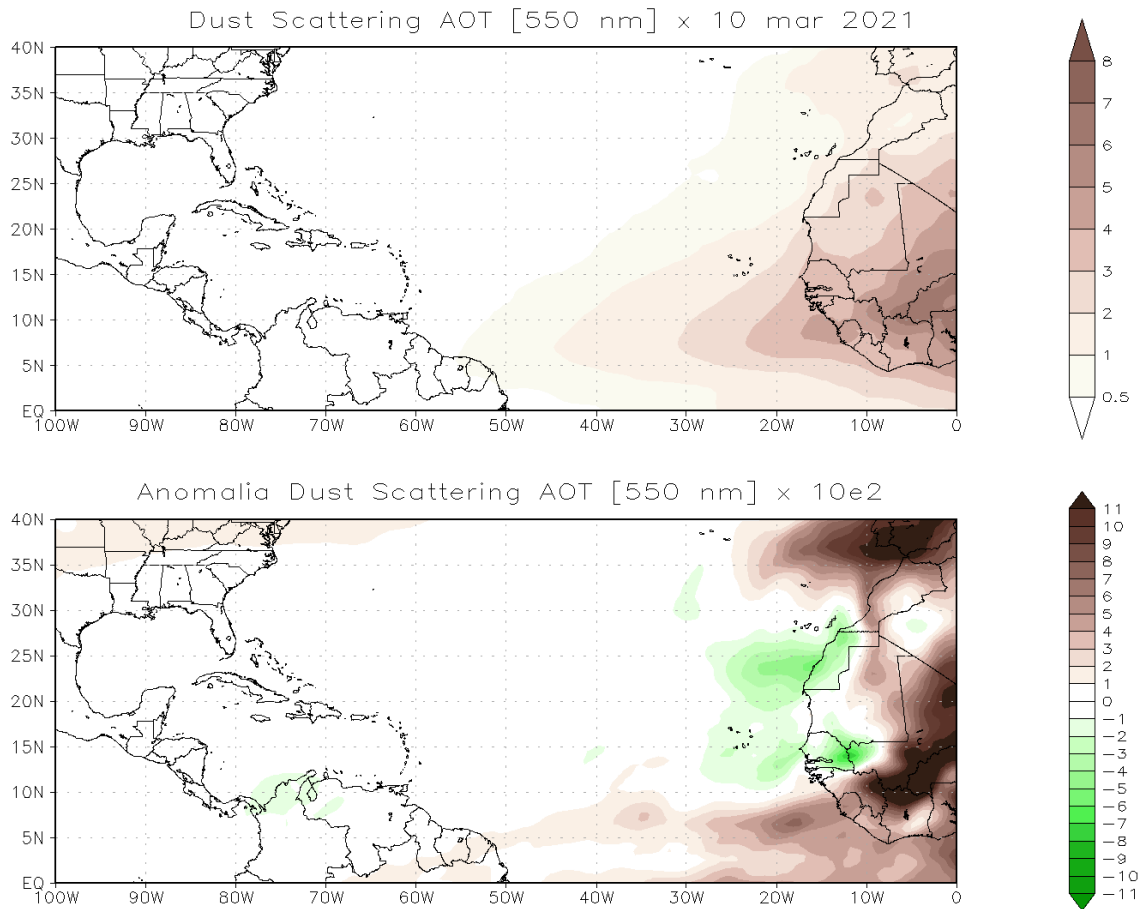 Dust Scattering AOT [550 nm] x 10 mar 2021
40N
35N
30N
25N
20N
15N
10N
5N
EQ
100W 90W 80W 70W 60W 50W 40W 30W 20W 10W 0
8
7
6
5
4
3
2
1
0.5
Anomalia Dust Scattering AOT [550 nm] x 10e2
40N
35N
30N
25N
20N
15N
10N
5N
EQ
100W 90W 80W 70W 60W 50W 40W 30W 20W 10W 0
11
10
9
8
7
6
5
4
3
2
1
0
-1
-2
-3
-4
-5
-6
-7
-8
-9
-10
-11